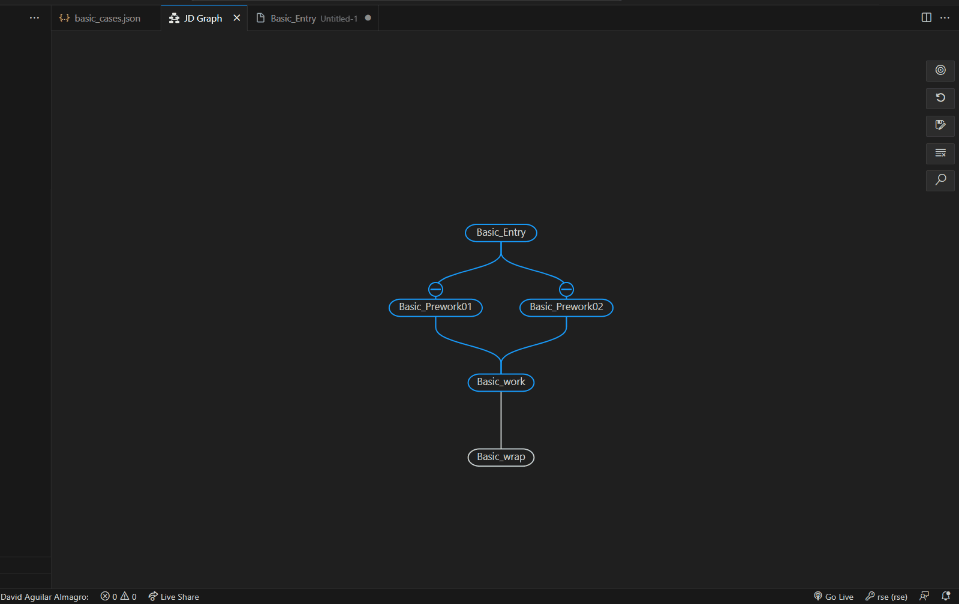 basic_cases.json
JD Graph
Basic_Entry Untitled-1
Basic_Entry
Basic_Prework01
Basic_Prework02
Basic_work
Basic_wrap
David Aguilar Almagro:
0
0
Live Share
Go Live
rse (rse)